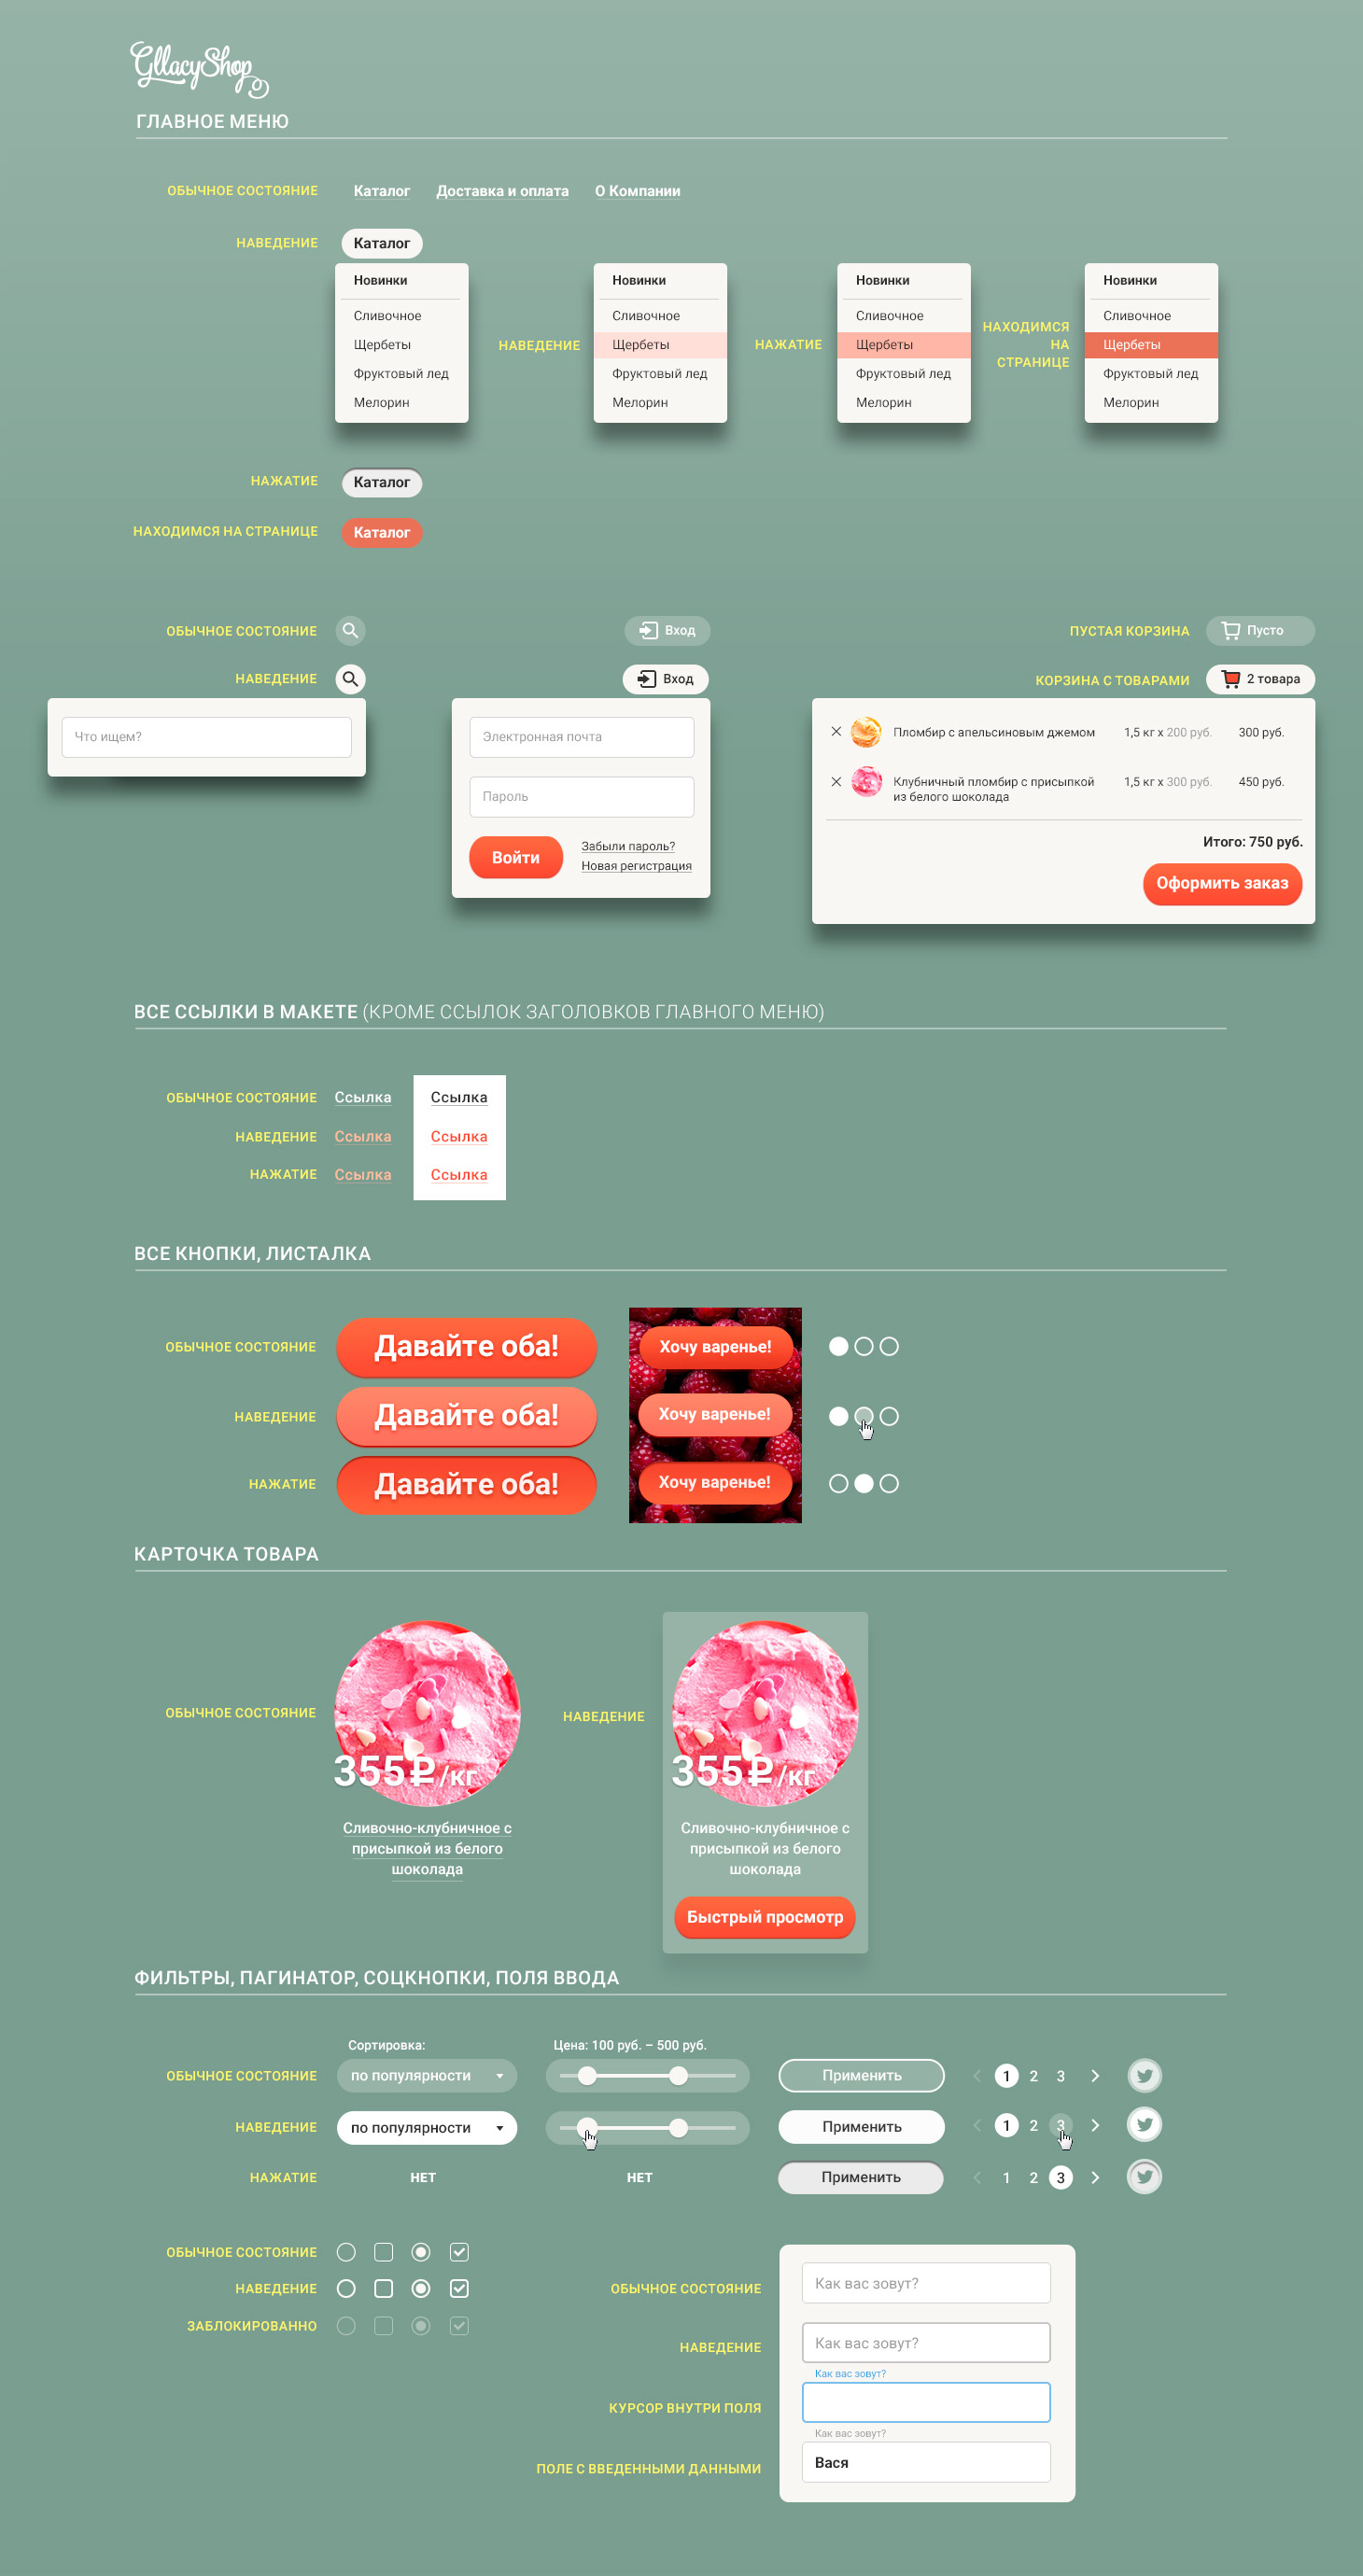 GllacyShop
ГЛАВНОЕ МЕНЮ
ОБЫЧНОЕ СОСТОЯНИЕ Каталог Доставка и оплата О Компании
НАВЕДЕНИЕ Каталог
Новинки Новинки Новинки Новинки
Сливочное Сливочное Сливочное Сливочное
НАХОДИМСЯ
Щербеты НАВЕДЕНИЕ Щербеты НАЖАТИЕ Щербеты НА Щербеты
СТРАНИЦЕ
Фруктовый лед Фруктовый лед Фруктовый лед Фруктовый лед
Мелорин Мелорин Мелорин Мелорин
НАЖАТИЕ Каталог
НАХОДИМСЯ НА СТРАНИЦЕ Каталог
ОБЫЧНОЕ СОСТОЯНИЕ Вход ПУСТАЯ КОРЗИНА Пусто
НАВЕДЕНИЕ Вход КОРЗИНА С ТОВАРАМИ 2 товара
Что ищем?
Электронная почта
Пароль
Войти Забыли пароль?
Новая регистрация
Пломбир с апельсиновым джемом 1,5 кг х 200 руб. 300 руб.
Клубничный пломбир с присыпкой 1,5 кг х 300 руб. 450 руб.
из белого шоколада
Итого: 750 руб.
Оформить заказ
ВСЕ ССЫЛКИ В МАКЕТЕ (КРОМЕ ССЫЛОК ЗАГОЛОВКОВ ГЛАВНОГО МЕНЮ)
ОБЫЧНОЕ СОСТОЯНИЕ Ссылка Ссылка
НАВЕДЕНИЕ Ссылка Ссылка
НАЖАТИЕ Ссылка Ссылка
ВСЕ КНОПКИ, ЛИСТАЛКА
ОБЫЧНОЕ СОСТОЯНИЕ Давайте оба! Хочу варенье!
НАВЕДЕНИЕ Давайте оба! Хочу варенье!
НАЖАТИЕ Давайте оба! Хочу варенье!
КАРТОЧКА ТОВАРА
ОБЫЧНОЕ СОСТОЯНИЕ НАВЕДЕНИЕ
355₽/кг 355₽/кг
Сливочно-клубничное с Сливочно-клубничное с
присыпкой из белого присыпкой из белого
шоколада шоколада
Быстрый просмотр
ФИЛЬТРЫ, ПАГИНАТОР, СОЦКНОПКИ, ПОЛЯ ВВОДА
Сортировка: Цена: 100 руб. – 500 руб.
ОБЫЧНОЕ СОСТОЯНИЕ по популярности Применить 1 2 3
НАВЕДЕНИЕ по популярности Применить 1 2 3
НАЖАТИЕ НЕТ НЕТ Применить 1 2 3
ОБЫЧНОЕ СОСТОЯНИЕ
НАВЕДЕНИЕ
ЗАБЛОКИРОВАННО
ОБЫЧНОЕ СОСТОЯНИЕ Как вас зовут?
НАВЕДЕНИЕ Как вас зовут?
Как вас зовут?
КУРСОР ВНУТРИ ПОЛЯ
Как вас зовут?
ПОЛЕ С ВВЕДЕННЫМИ ДАННЫМИ Вася